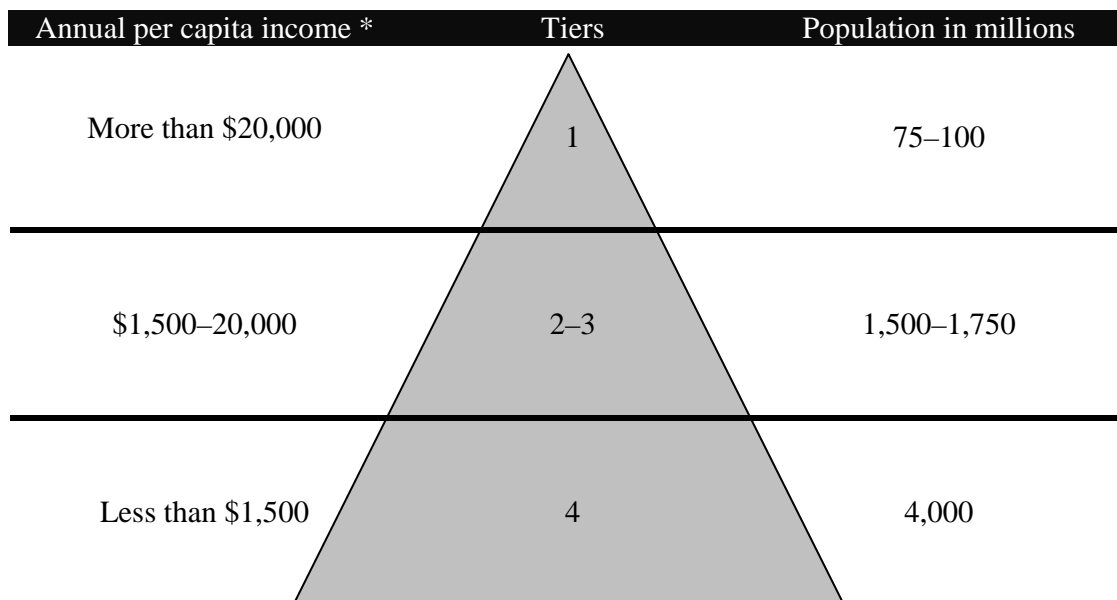 Annual per capita income * Tiers Population in millions
More than $20,000 1 75–100
$1,500–20,000 2–3 1,500–1,750
Less than $1,500 4 4,000